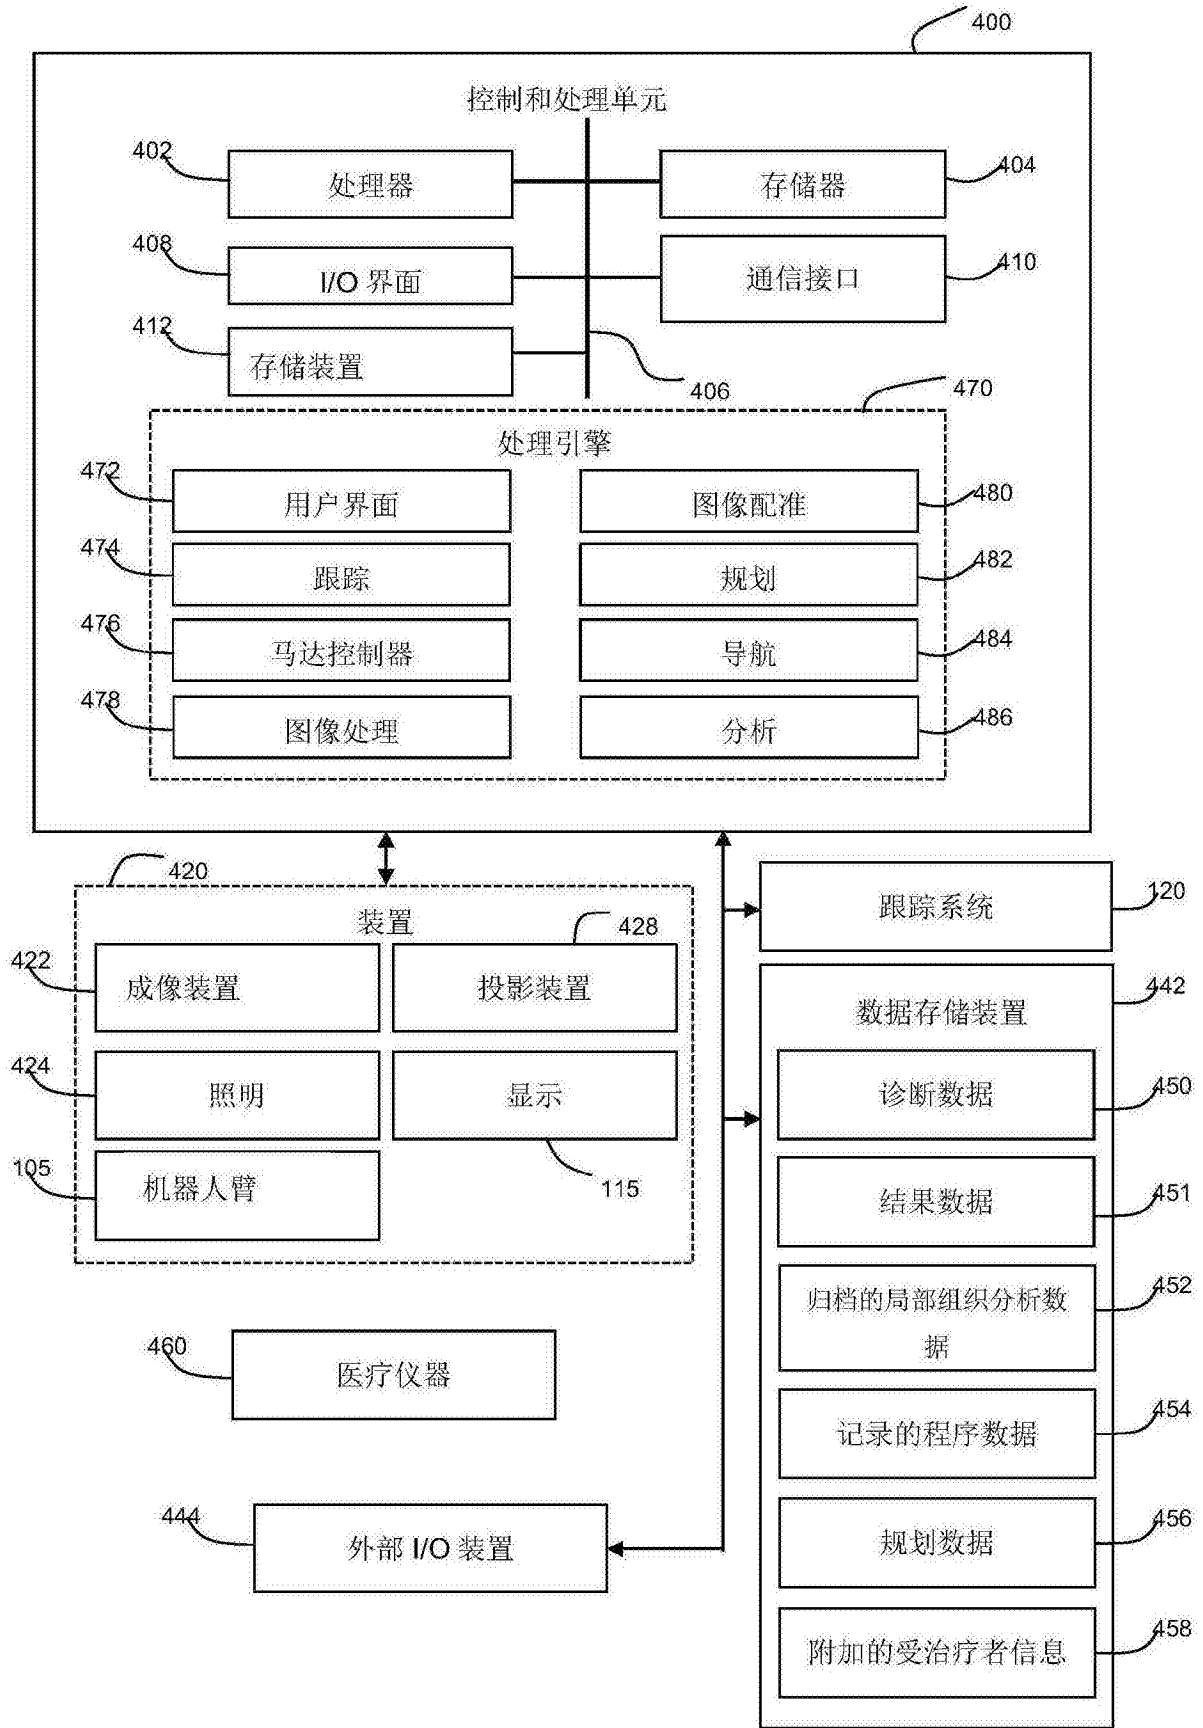 400
控制和处理单元
402
处理器
存储器
404
408
I/O 界面
通信接口
410
412
存储装置
406
470
处理引擎
472
用户界面
图像配准
480
474
跟踪
规划
482
476
马达控制器
导航
484
478
图像处理
分析
486
420
装置
428
422
成像装置
投影装置
424
照明
显示
105
机器人臂
115
跟踪系统
120
442
数据存储装置
诊断数据
450
结果数据
451
归档的局部组织分析数
据
452
460
医疗仪器
记录的程序数据
454
444
外部 I/O 装置
规划数据
456
附加的受治疗者信息
458